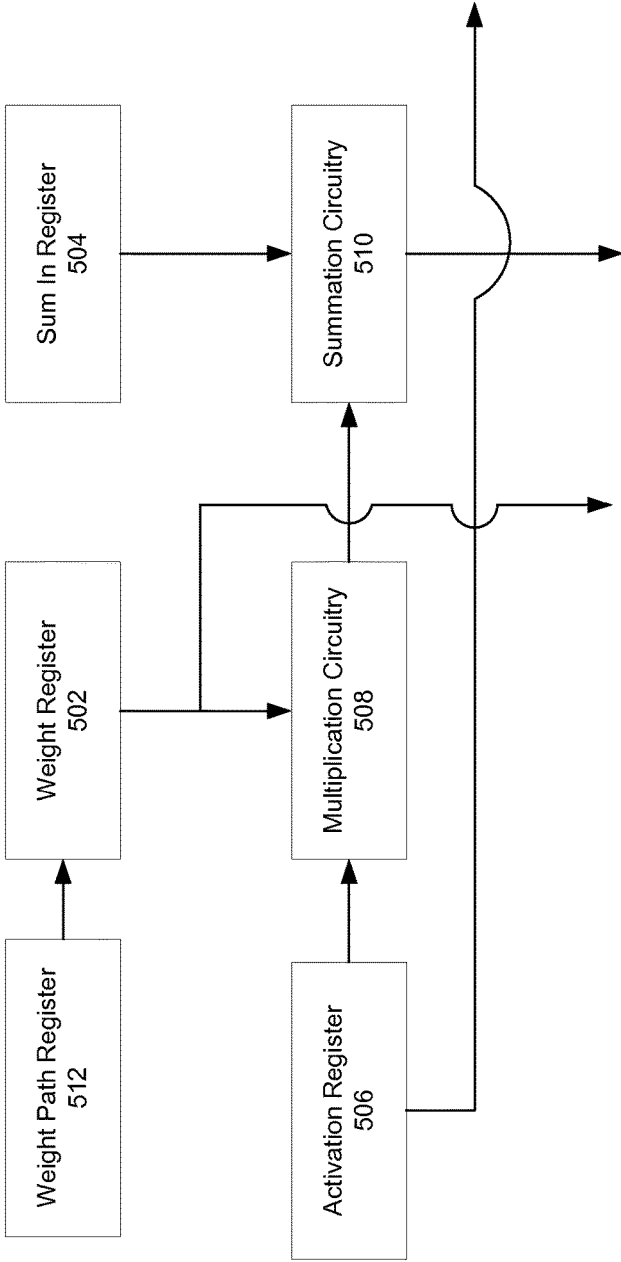 Weight Path Register
512
Weight Register
502
Sum In Register
504
Activation Register
506
Multiplication Circuitry
508
Summation Circuitry
510